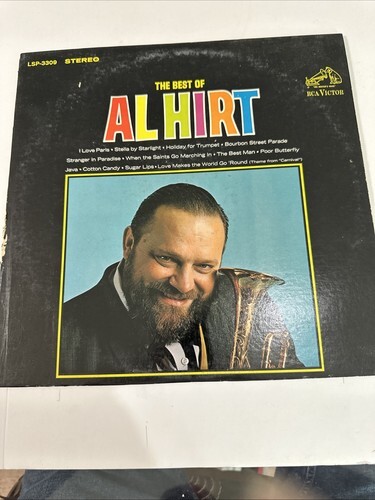 LSP-3309 STEREO
THE BEST OF
AL HIRT
RCA VICTOR
I Love Paris • Stella by Starlight • Holiday for Trumpet • Bourbon Street Parade
Stranger In Paradise • When the Saints Go Marching In • The Best Man • Poor Butterfly
Java • Cotton Candy • Sugar Lips • Love Makes the World Go 'Round (Theme from "Carnival")